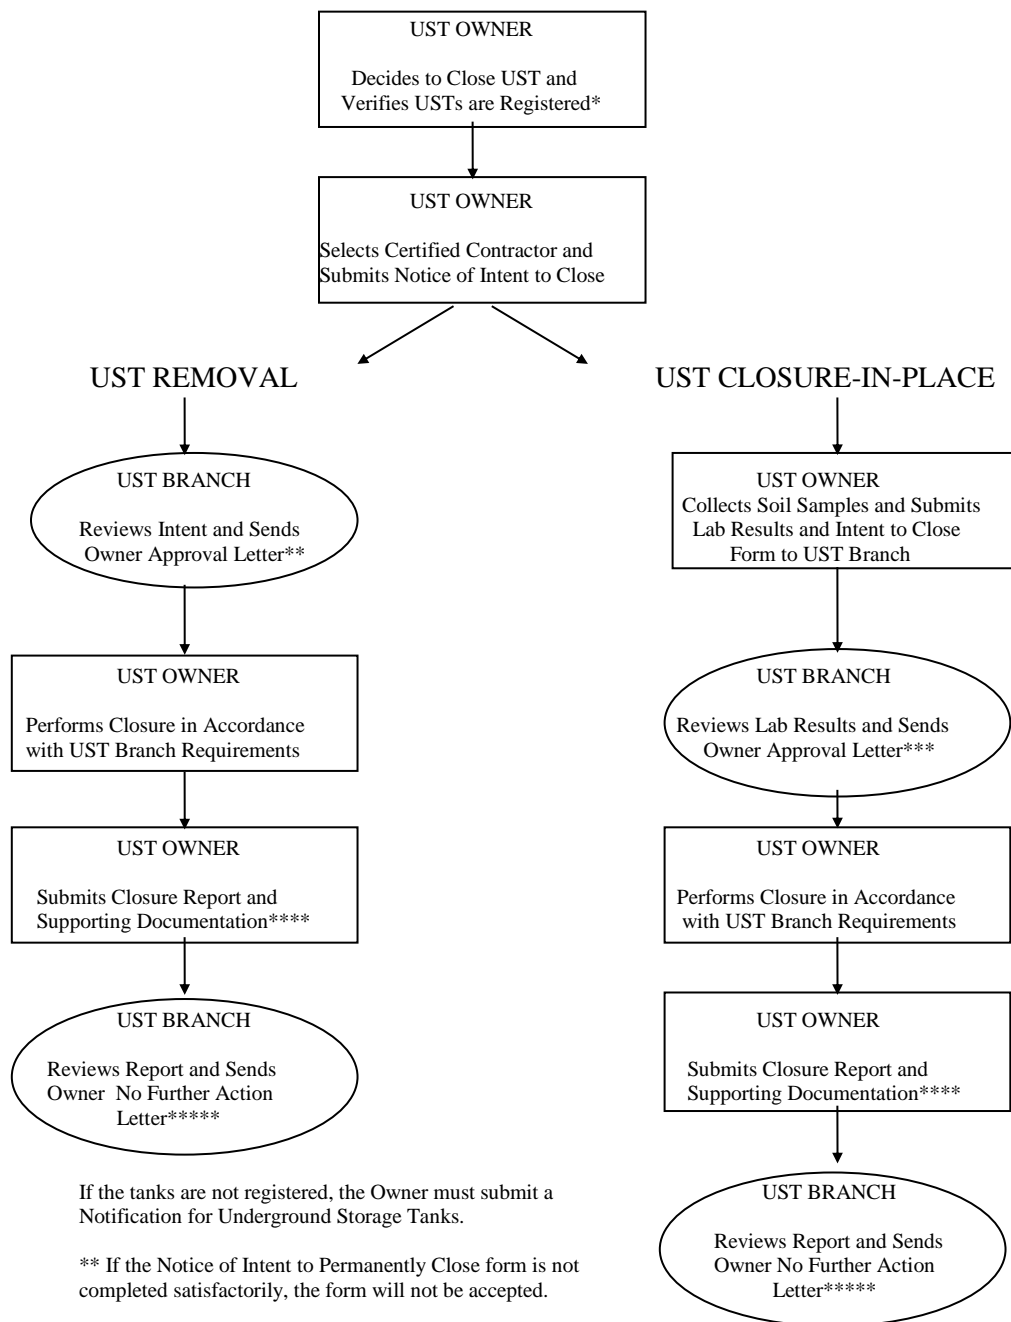 UST OWNER
Decides to Close UST and
Verifies USTs are Registered*
UST OWNER
Selects Certified Contractor and
Submits Notice of Intent to Close
UST REMOVAL
UST BRANCH
Reviews Intent and Sends
Owner Approval Letter**
UST OWNER
Performs Closure in Accordance
with UST Branch Requirements
UST OWNER
Submits Closure Report and
Supporting Documentation****
UST BRANCH
Reviews Report and Sends
Owner No Further Action
Letter*****
UST CLOSURE-IN-PLACE
UST OWNER
Collects Soil Samples and Submits
Lab Results and Intent to Close
Form to UST Branch
UST BRANCH
Reviews Lab Results and Sends
Owner Approval Letter***
UST OWNER
Performs Closure in Accordance
with UST Branch Requirements
UST OWNER
Submits Closure Report and
Supporting Documentation****
UST BRANCH
Reviews Report and Sends
Owner No Further Action
Letter*****
If the tanks are not registered, the Owner must submit a
Notification for Underground Storage Tanks.
** If the Notice of Intent to Permanently Close form is not
completed satisfactorily, the form will not be accepted.